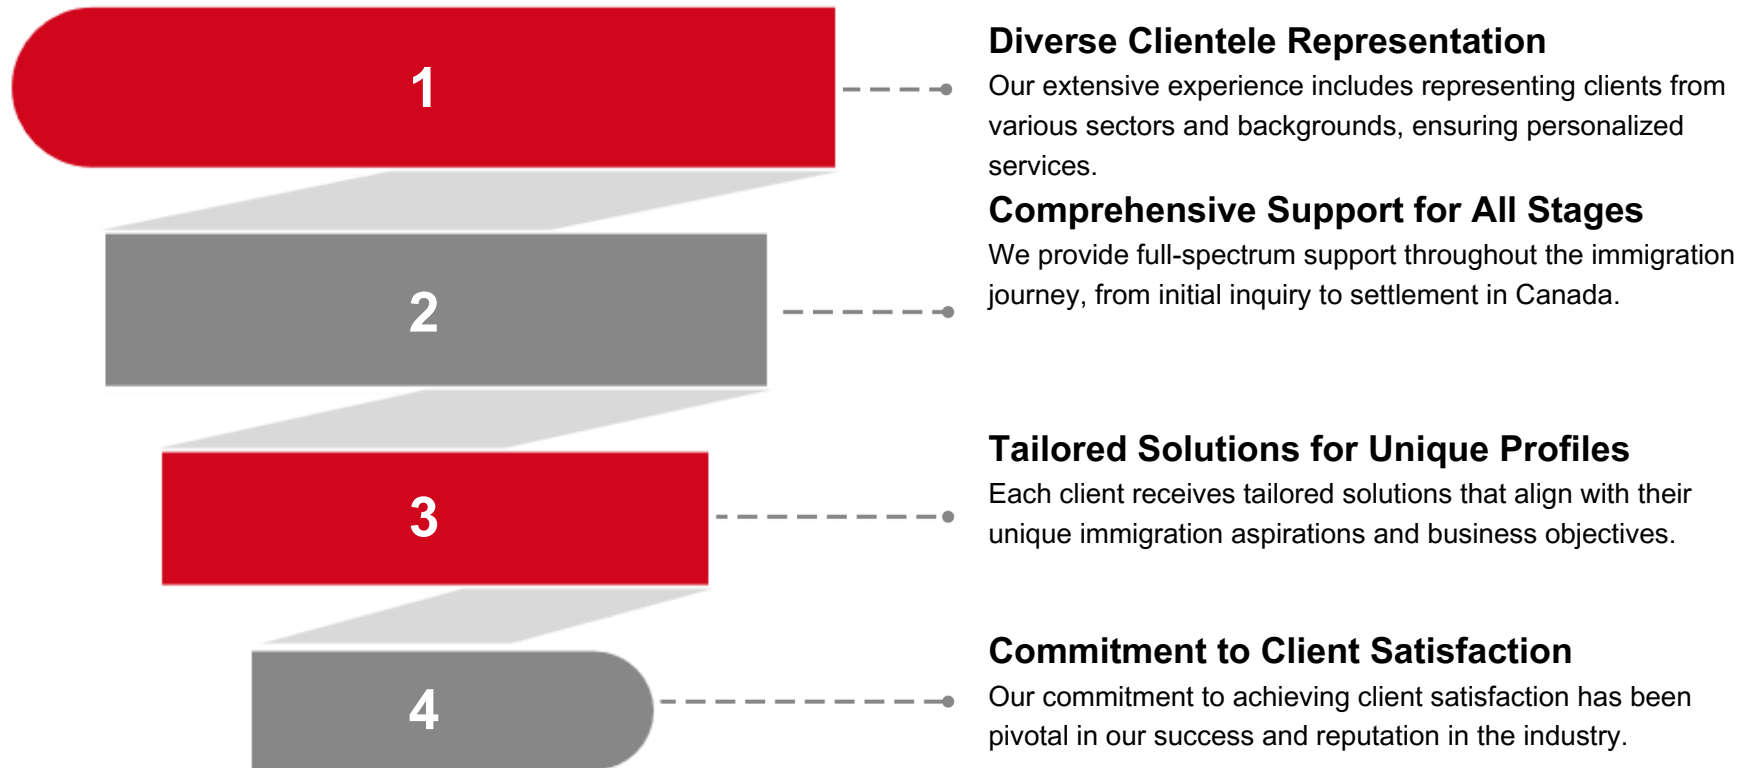 1
Diverse Clientele Representation
Our extensive experience includes representing clients from
various sectors and backgrounds, ensuring personalized
services.
2
Comprehensive Support for All Stages
We provide full-spectrum support throughout the immigration
journey, from initial inquiry to settlement in Canada.
3
Tailored Solutions for Unique Profiles
Each client receives tailored solutions that align with their
unique immigration aspirations and business objectives.
4
Commitment to Client Satisfaction
Our commitment to achieving client satisfaction has been
pivotal in our success and reputation in the industry.